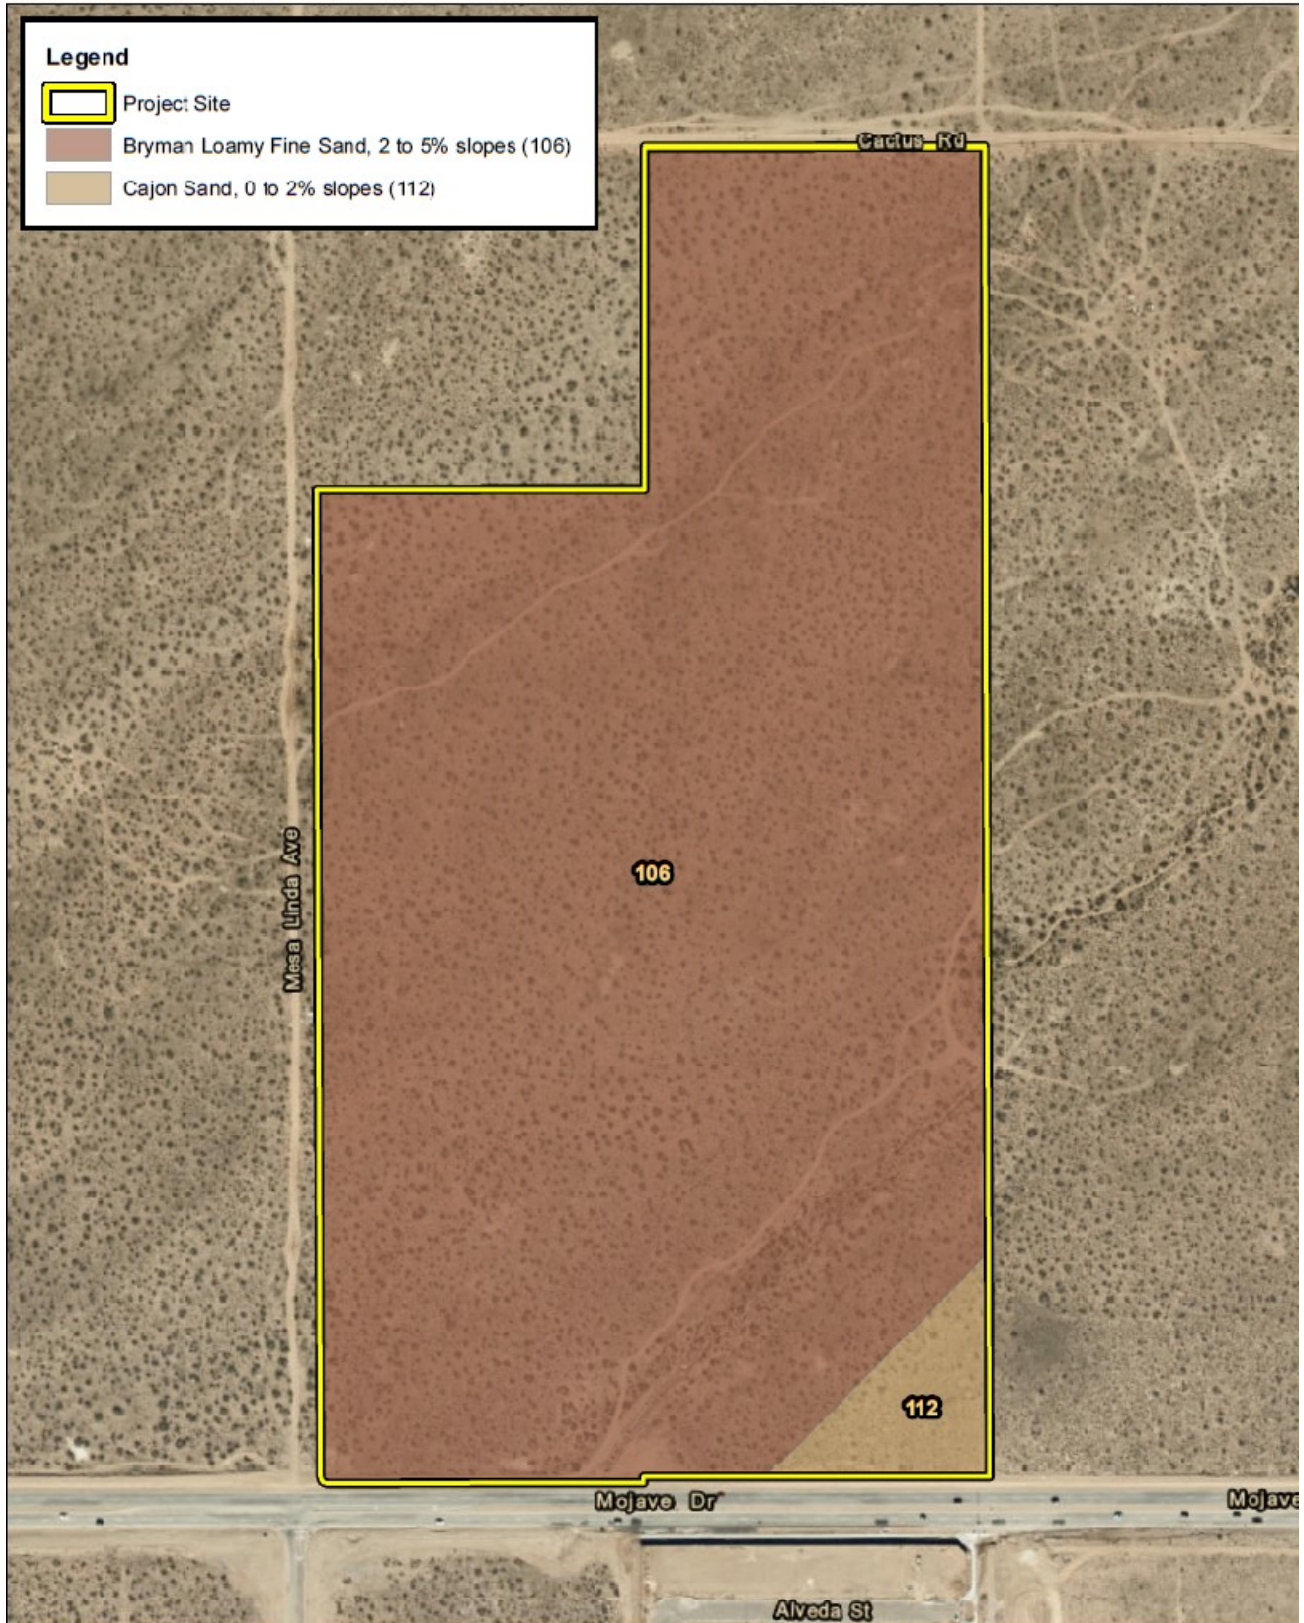 Legend
Project Site
Bryman Loamy Fine Sand, 2 to 5% slopes (106)
Cajon Sand, 0 to 2% slopes (112)
Cactus Rd
Mesa Linda Ave
106
112
Mojave Dr
Mojave
Alveda St